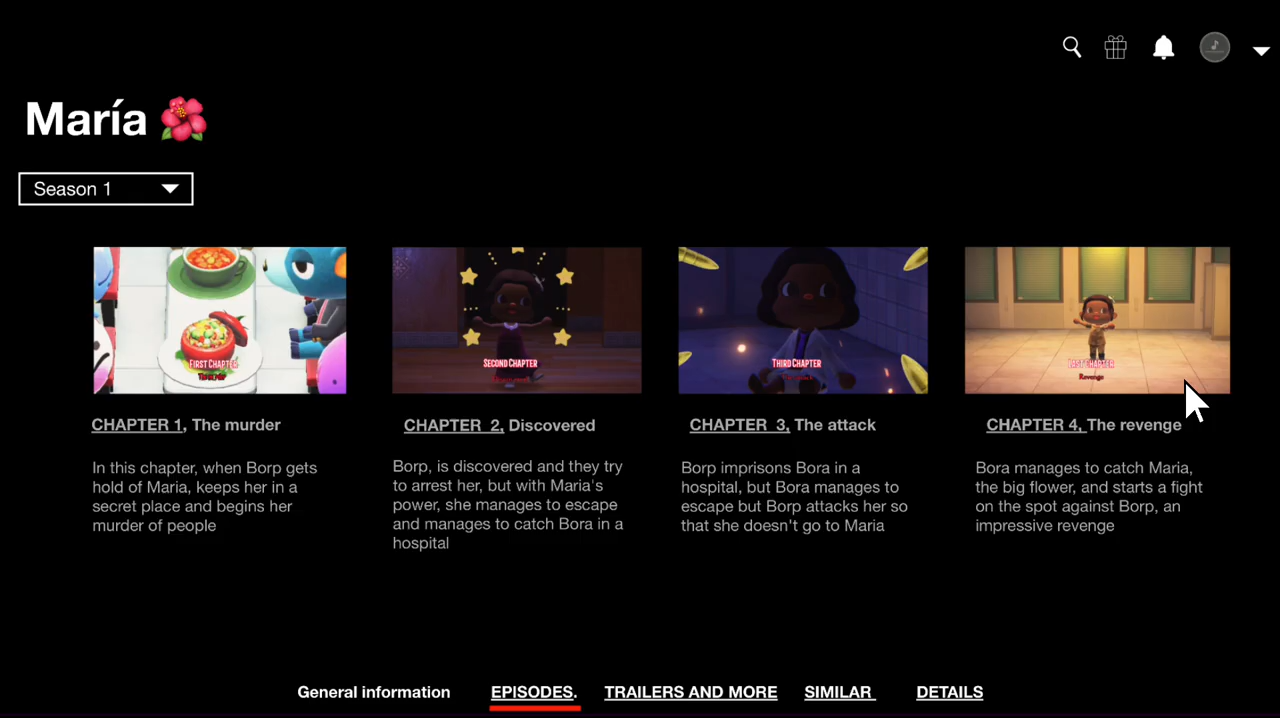 María
Season 1
FIRST CHAPTER
SECOND CHAPTER
THIRD CHAPTER
LAST CHAPTER
Revenge
CHAPTER 1, The murder
In this chapter, when Borp gets
hold of Maria, keeps her in a
secret place and begins her
murder of people
CHAPTER 2, Discovered
Borp, is discovered and they try
to arrest her, but with Maria's
power, she manages to escape
and manages to catch Bora in a
hospital
CHAPTER 3, The attack
Borp imprisons Bora in a
hospital, but Bora manages to
escape but Borp attacks her so
that she doesn't go to Maria
CHAPTER 4, The revenge
Bora manages to catch Maria,
the big flower, and starts a fight
on the spot against Borp, an
impressive revenge
General information EPISODES. TRAILERS AND MORE SIMILAR DETAILS